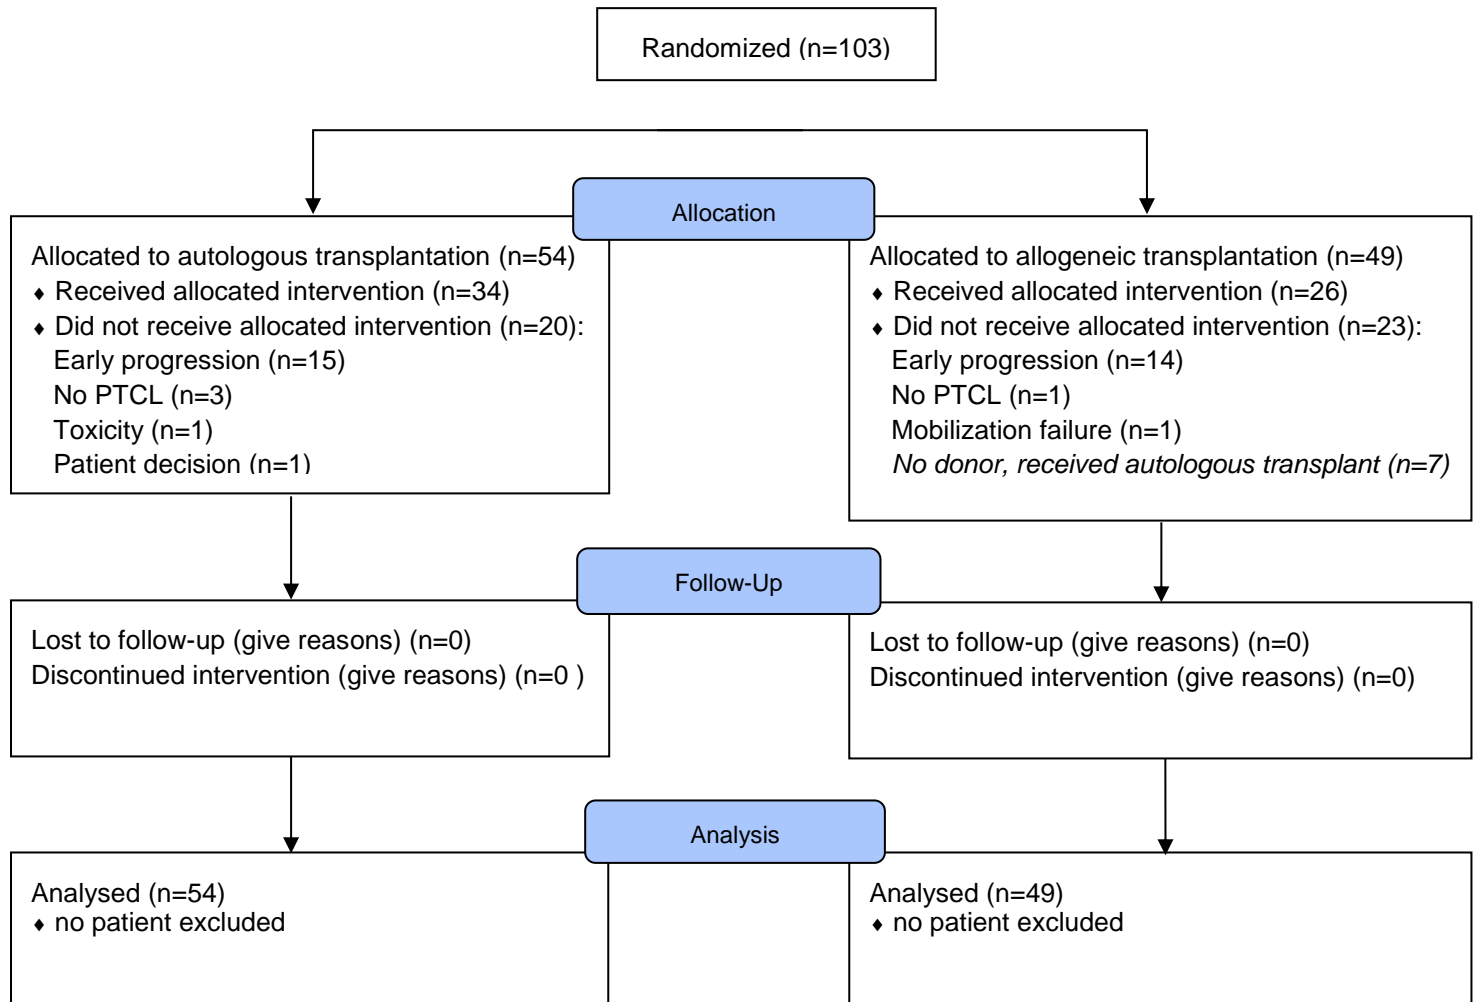 Randomized (n=103)
Allocation
Allocated to autologous transplantation (n=54)
♦ Received allocated intervention (n=34)
♦ Did not receive allocated intervention (n=20):
Early progression (n=15)
No PTCL (n=3)
Toxicity (n=1)
Patient decision (n=1)
Allocated to allogeneic transplantation (n=49)
♦ Received allocated intervention (n=26)
♦ Did not receive allocated intervention (n=23):
Early progression (n=14)
No PTCL (n=1)
Mobilization failure (n=1)
No donor, received autologous transplant (n=7)
Follow-Up
Lost to follow-up (give reasons) (n=0)
Discontinued intervention (give reasons) (n=0 )
Lost to follow-up (give reasons) (n=0)
Discontinued intervention (give reasons) (n=0)
Analysis
Analysed (n=54)
♦ no patient excluded
Analysed (n=49)
♦ no patient excluded